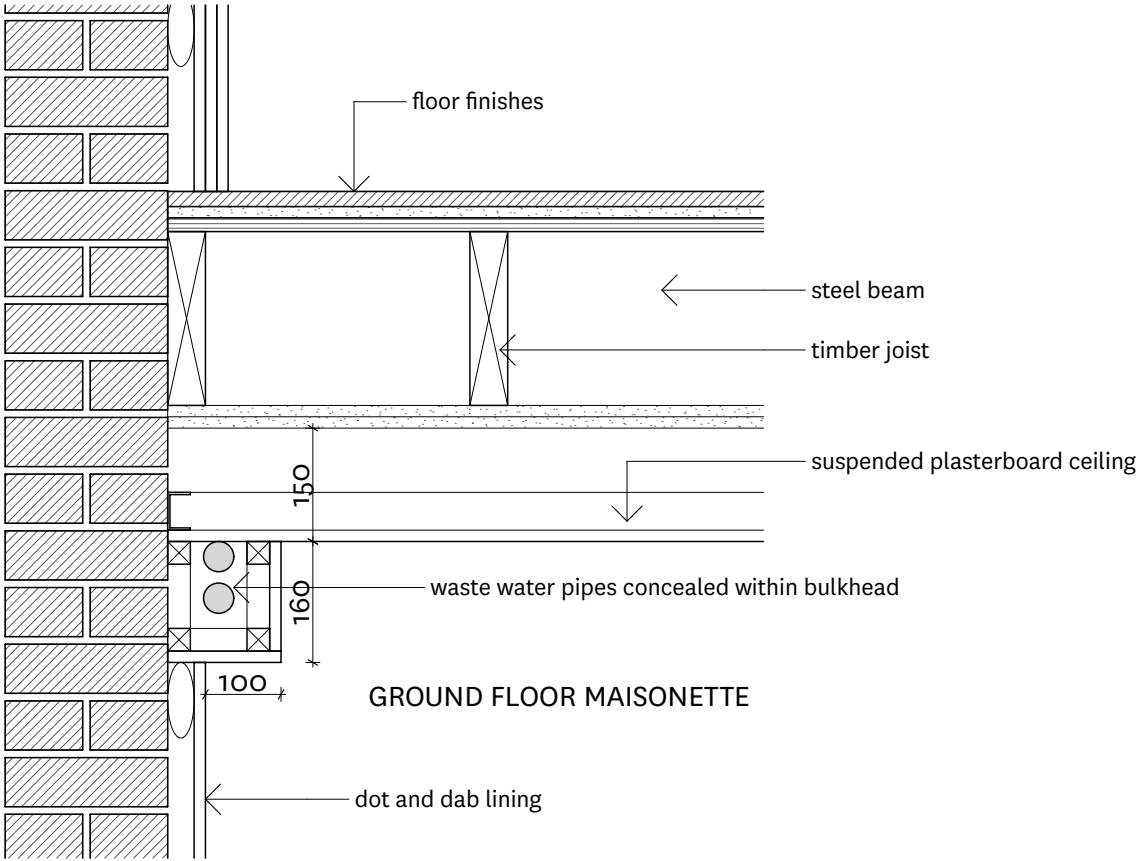 floor finishes
steel beam
timber joist
suspended plasterboard ceiling
150
waste water pipes concealed within bulkhead
160
100
GROUND FLOOR MAISONETTE
dot and dab lining